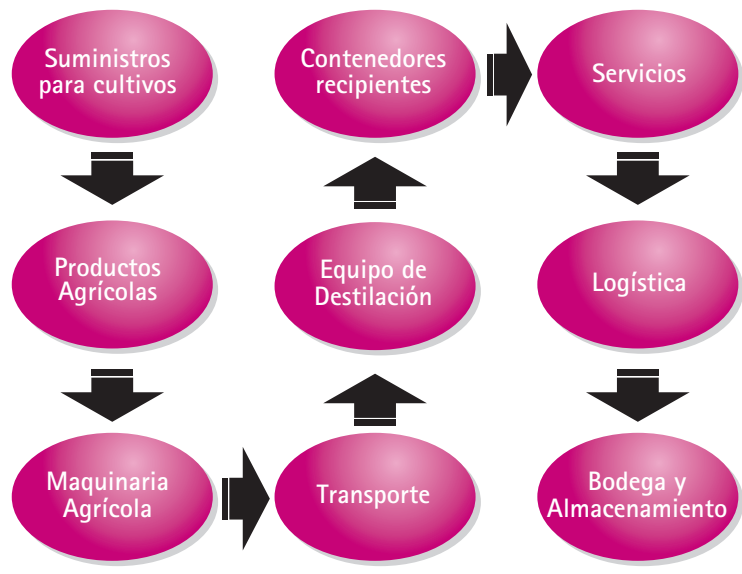 Suministros
para cultivos
Productos
Agrícolas
Maquinaria
Agrícola
Transporte
Equipo de
Destilación
Contenedores
recipientes
Servicios
Logística
Bodega y
Almacenamiento